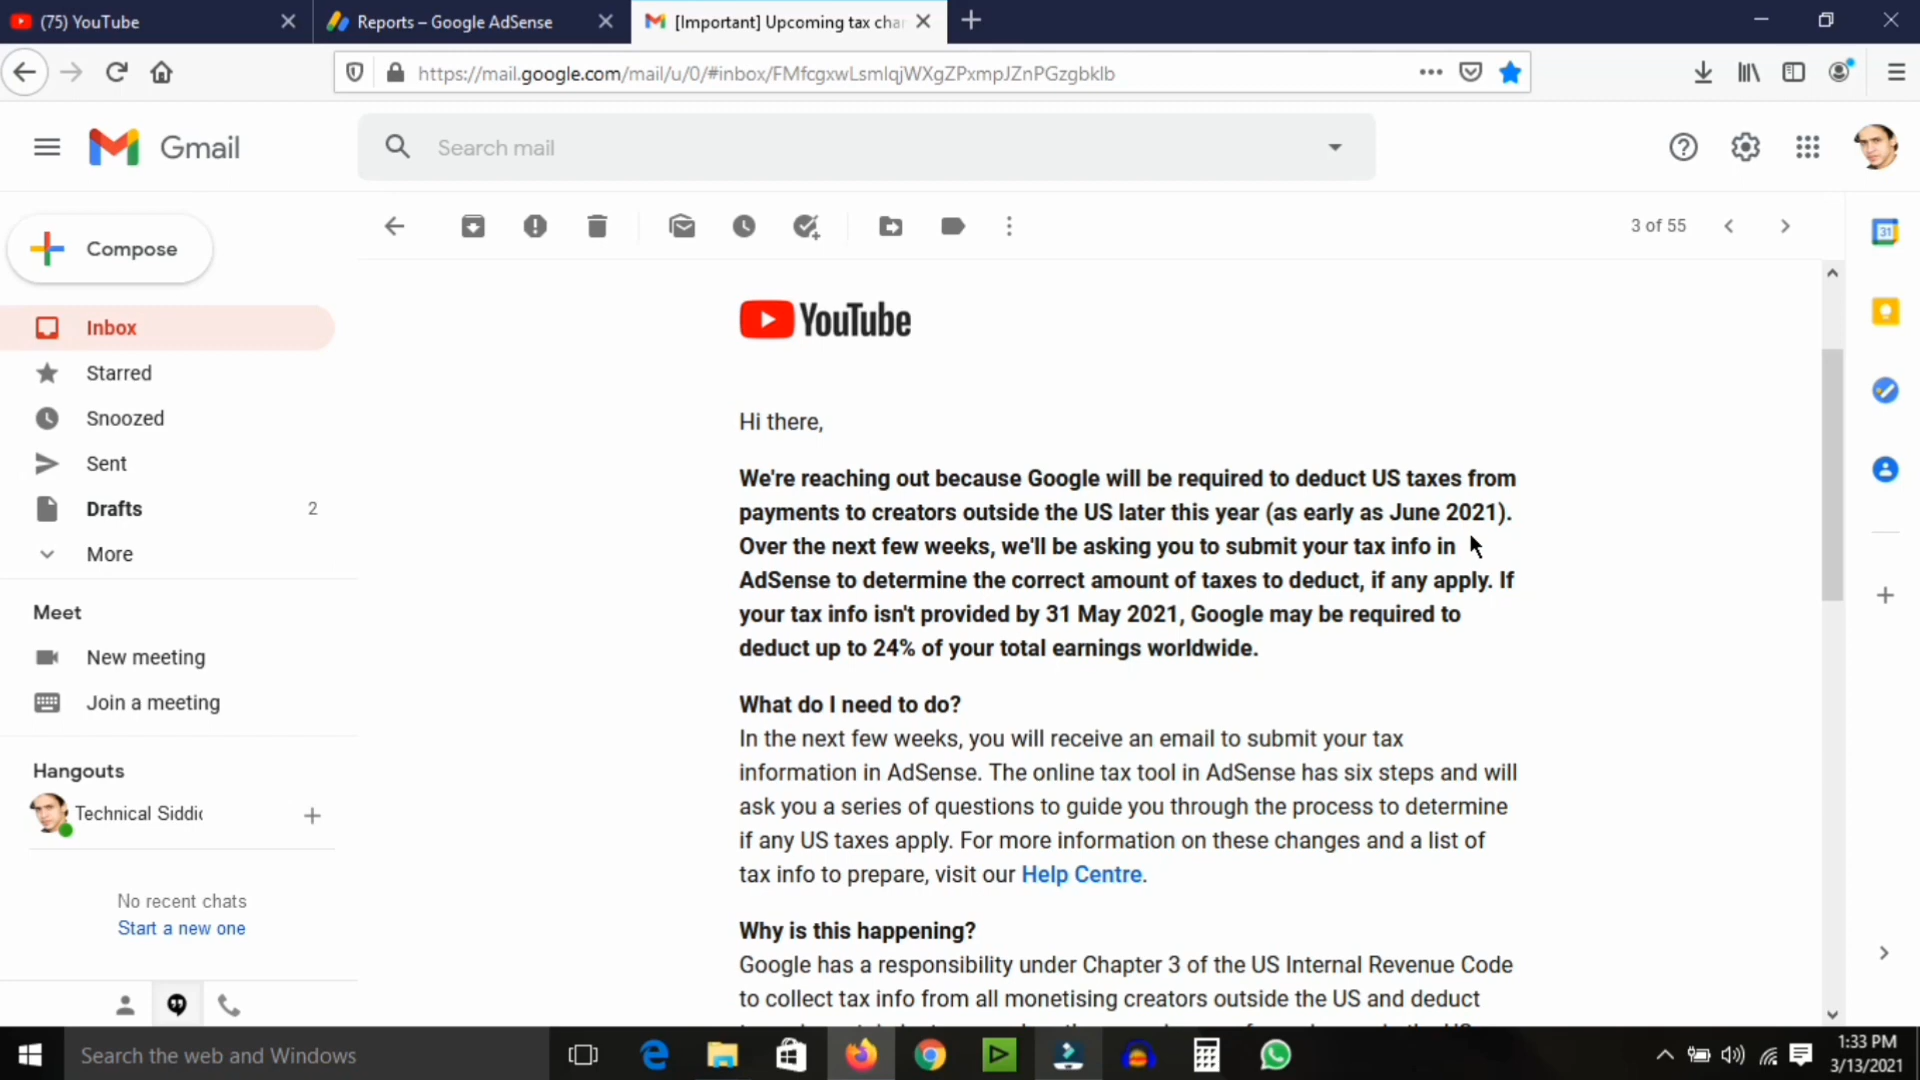 (75) YouTube
Reports – Google AdSense
[Important] Upcoming tax cha
https://mail.google.com/mail/u/0/#inbox/FMfcgxwLsmlqjWXgZPxmpJZnPGzgbklb
Gmail
Search mail
Compose
3 of 55
31
Inbox
Starred
Snoozed
Sent
Drafts 2
More
Meet
New meeting
Join a meeting
Hangouts
Technical Siddi
No recent chats
Start a new one
YouTube
Hi there,
We're reaching out because Google will be required to deduct US taxes from
payments to creators outside the US later this year (as early as June 2021).
Over the next few weeks, we'll be asking you to submit your tax info in
AdSense to determine the correct amount of taxes to deduct, if any apply. If
your tax info isn't provided by 31 May 2021, Google may be required to
deduct up to 24% of your total earnings worldwide.
What do I need to do?
In the next few weeks, you will receive an email to submit your tax
information in AdSense. The online tax tool in AdSense has six steps and will
ask you a series of questions to guide you through the process to determine
if any US taxes apply. For more information on these changes and a list of
tax info to prepare, visit our Help Centre.
Why is this happening?
Google has a responsibility under Chapter 3 of the US Internal Revenue Code
to collect tax info from all monetising creators outside the US and deduct
Search the web and Windows
1:33 PM
3/13/2021